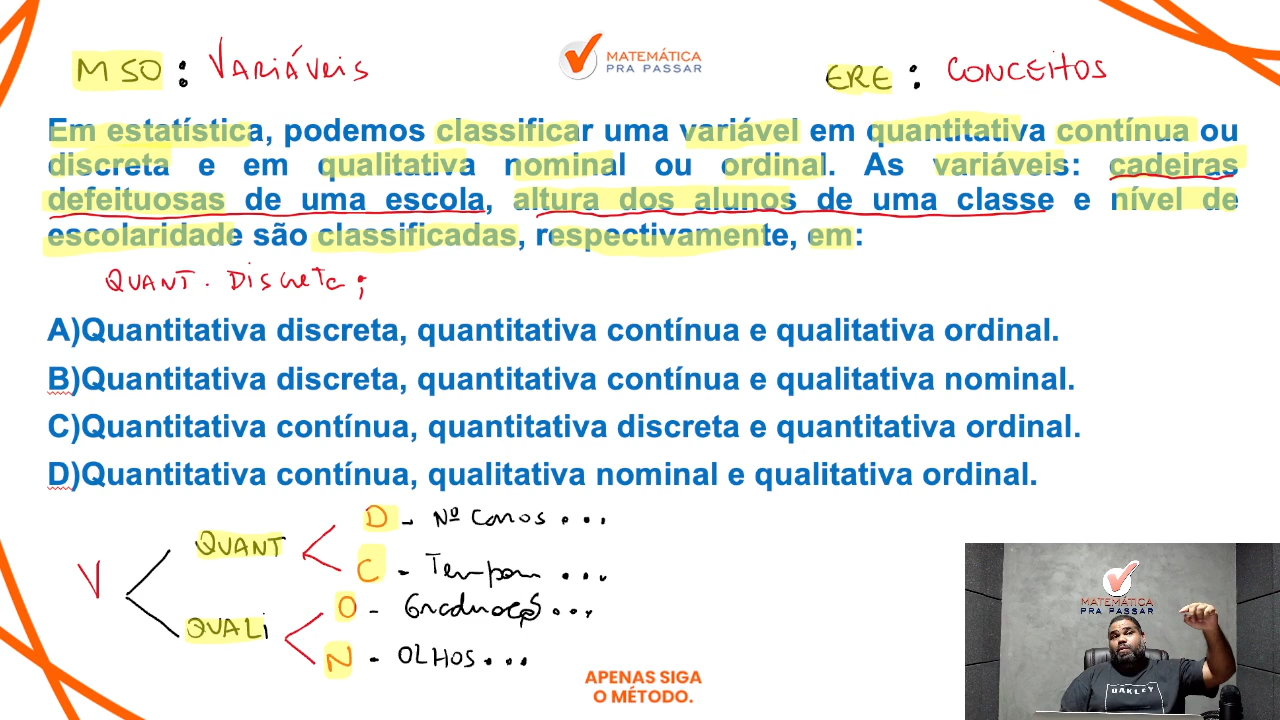 MSO : VARIÁVEIS
MATEMÁTICA
PRA PASSAR
ERE : CONCEITOS
Em estatística, podemos classificar uma variável em quantitativa contínua ou
discreta e em qualitativa nominal ou ordinal. As variáveis: cadeiras
defeituosas de uma escola, altura dos alunos de uma classe e nível de
escolaridade são classificadas, respectivamente, em:
QUANT. DIScreta ;
A)Quantitativa discreta, quantitativa contínua e qualitativa ordinal.
B)Quantitativa discreta, quantitativa contínua e qualitativa nominal.
C)Quantitativa contínua, quantitativa discreta e quantitativa ordinal.
D)Quantitativa contínua, qualitativa nominal e qualitativa ordinal.
V
QUANT
D - Nº Carros ...
C - ...
QUALi
O - ...
N - OLHOS...
MATEMÁTICA
PRA PASSAR
OAKLEY
APENAS SIGA
O MÉTODO.